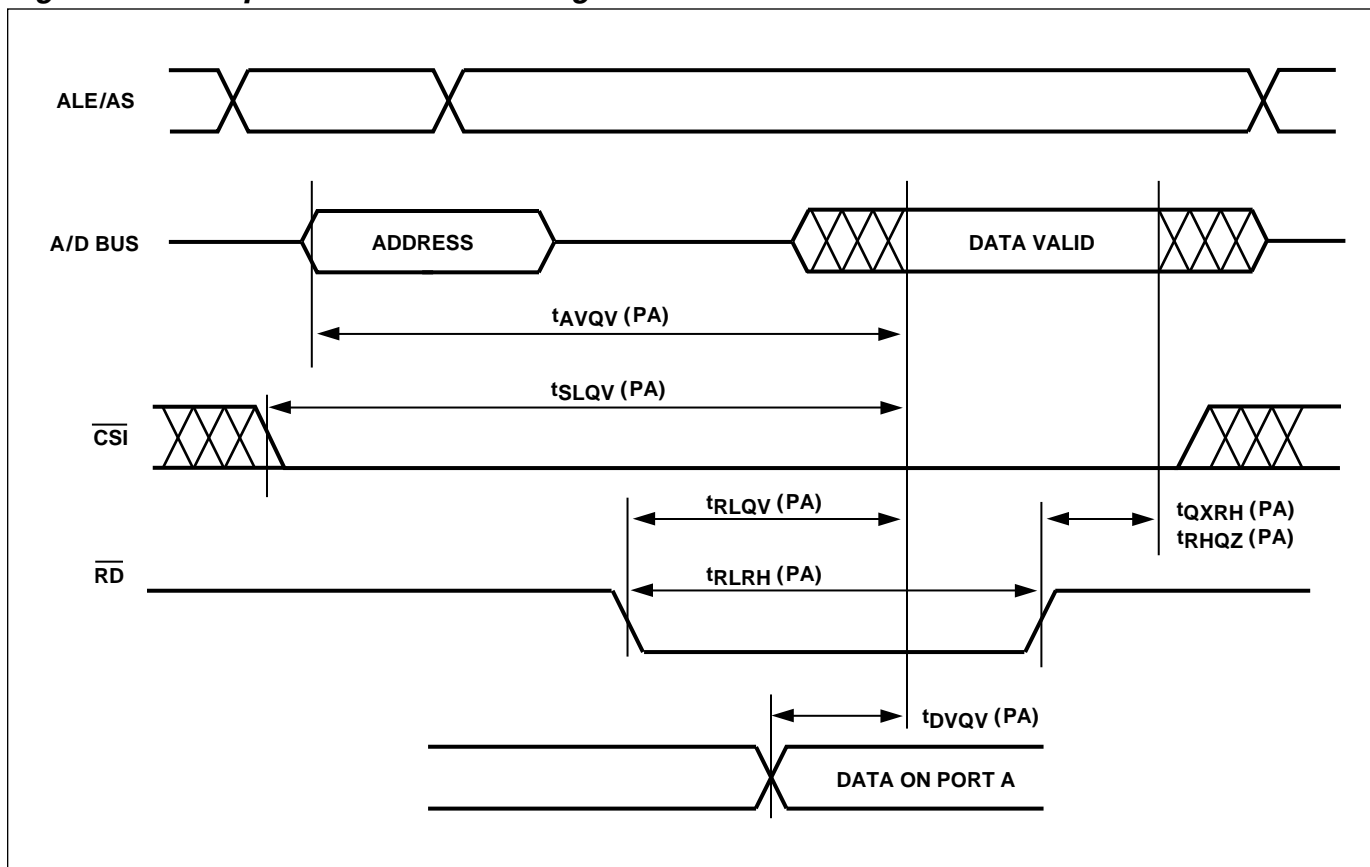 ALE/AS
A/D BUS
ADDRESS
DATA VALID
tAVQV (PA)
tSLQV (PA)
CSI
tRLQV (PA)
tQXRH (PA)
tRHQZ (PA)
RD
tRLRH (PA)
tDVQV (PA)
DATA ON PORT A